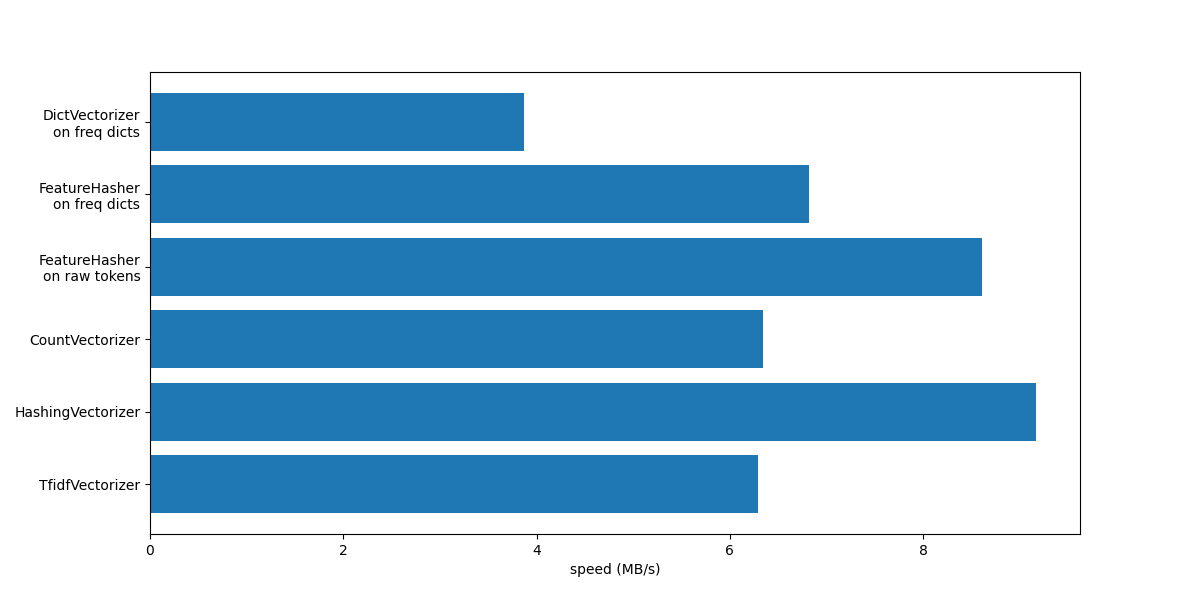 DictVectorizer
on freq dicts
FeatureHasher
on freq dicts
FeatureHasher
on raw tokens
CountVectorizer
HashingVectorizer
TfidfVectorizer
0 2 4 6 8
speed (MB/s)